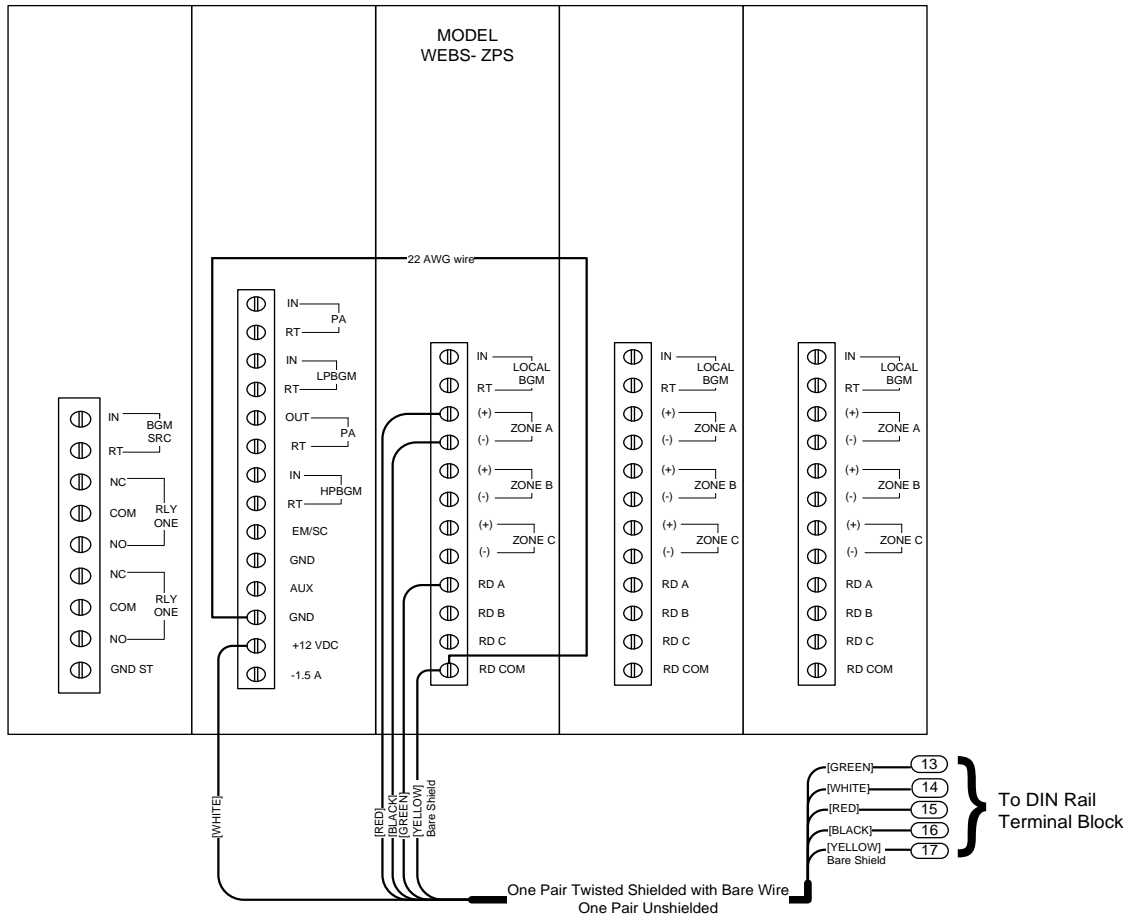 MODEL
WEBS- ZPS
22 AWG wire
IN
RT
BGM
SRC
NC
COM
NO
RLY
ONE
NC
COM
NO
RLY
ONE
GND ST
IN
RT
PA
IN
RT
LPBGM
OUT
RT
PA
IN
RT
HPBGM
EM/SC
GND
AUX
GND
+12 VDC
-1.5 A
IN
RT
LOCAL
BGM
(+)
(-)
ZONE A
(+)
(-)
ZONE B
(+)
(-)
ZONE C
RD A
RD B
RD C
RD COM
IN
RT
LOCAL
BGM
(+)
(-)
ZONE A
(+)
(-)
ZONE B
(+)
(-)
ZONE C
RD A
RD B
RD C
RD COM
IN
RT
LOCAL
BGM
(+)
(-)
ZONE A
(+)
(-)
ZONE B
(+)
(-)
ZONE C
RD A
RD B
RD C
RD COM
[WHITE]
[RED]
[BLACK]
[GREEN]
[YELLOW]
Bare Shield
[GREEN] 13
[WHITE] 14
[RED] 15
[BLACK] 16
[YELLOW] 17
Bare Shield
To DIN Rail
Terminal Block
One Pair Twisted Shielded with Bare Wire
One Pair Unshielded